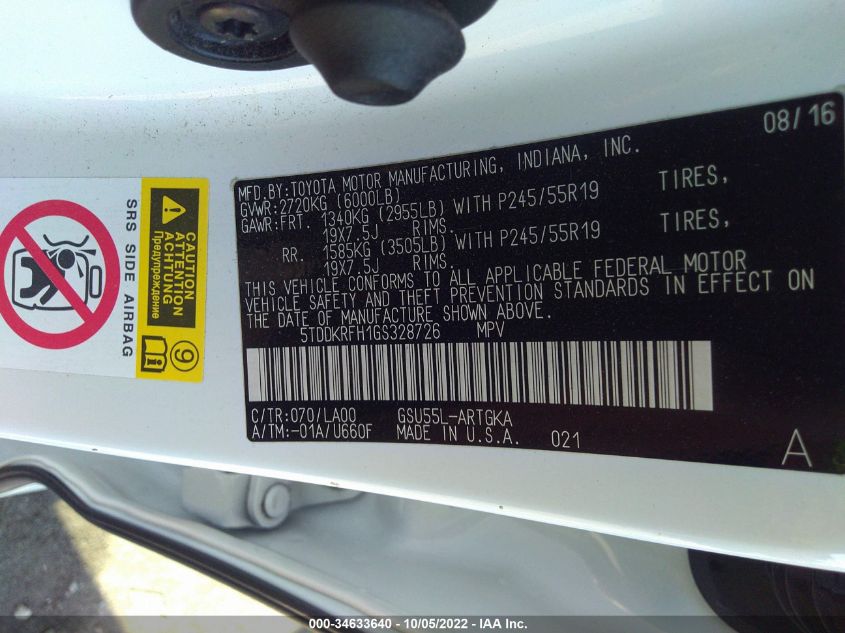 08/16
MFD.BY:TOYOTA MOTOR MANUFACTURING, INDIANA, INC.
GVWR:2720KG (6000LB)
GAWR:FRT. 1340KG (2955LB) WITH P245/55R19 TIRES,
19X7.5J RIMS.
RR. 1585KG (3505LB) WITH P245/55R19 TIRES,
19X7.5J RIMS.
THIS VEHICLE CONFORMS TO ALL APPLICABLE FEDERAL MOTOR
VEHICLE SAFETY AND THEFT PREVENTION STANDARDS IN EFFECT ON
THE DATE OF MANUFACTURE SHOWN ABOVE.
5TDDKRFH1GS328726 MPV
C/TR:070/LA00 GSU55L-ARTGKA
A/TM:-01A/U660F MADE IN U.S.A. 021
A
SRS SIDE AIRBAG
CAUTION
ATTENTION
ACHTUNG
Предупреждение
9
000-34633640 - 10/05/2022 - IAA Inc.